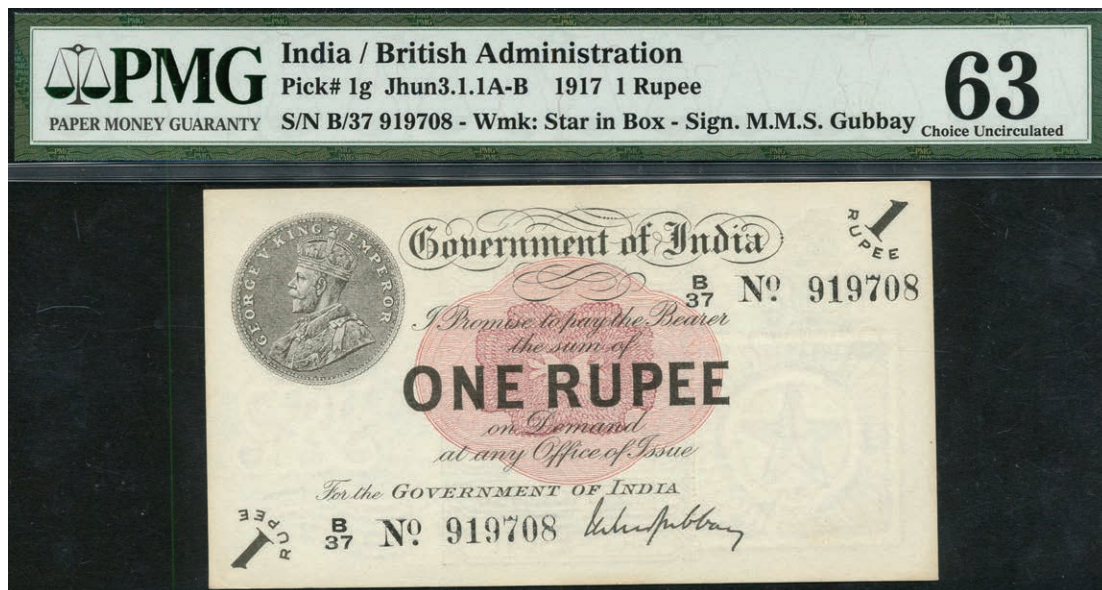 PMG
PAPER MONEY GUARANTY
India / British Administration
Pick# 1g Jhun3.1.1A-B 1917 1 Rupee
S/N B/37 919708 - Wmk: Star in Box - Sign. M.M.S. Gubbay
63
Choice Uncirculated
GEORGE V KING EMPEROR
Government of India
1 RUPEE
B/37 Nº 919708
I Promise to pay the Bearer
the sum of
ONE RUPEE
on Demand
at any Office of Issue
For the GOVERNMENT OF INDIA
1 RUPEE
B/37 Nº 919708